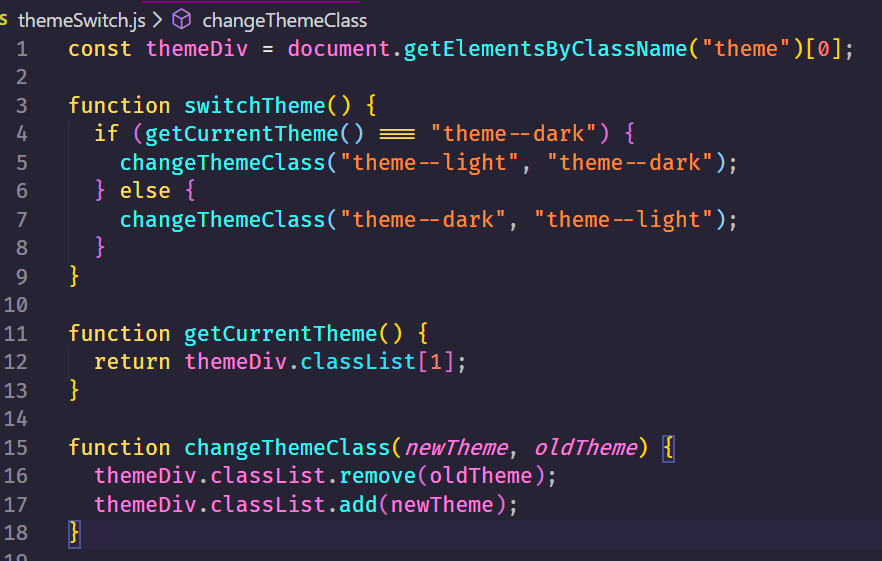 s themeSwitch.js > changeThemeClass
1 const themeDiv = document.getElementsByClassName("theme")[0];
2
3 function switchTheme() {
4   if (getCurrentTheme() === "theme--dark") {
5     changeThemeClass("theme--light", "theme--dark");
6   } else {
7     changeThemeClass("theme--dark", "theme--light");
8   }
9 }
10
11 function getCurrentTheme() {
12   return themeDiv.classList[1];
13 }
14
15 function changeThemeClass(newTheme, oldTheme) {
16   themeDiv.classList.remove(oldTheme);
17   themeDiv.classList.add(newTheme);
18 }
19